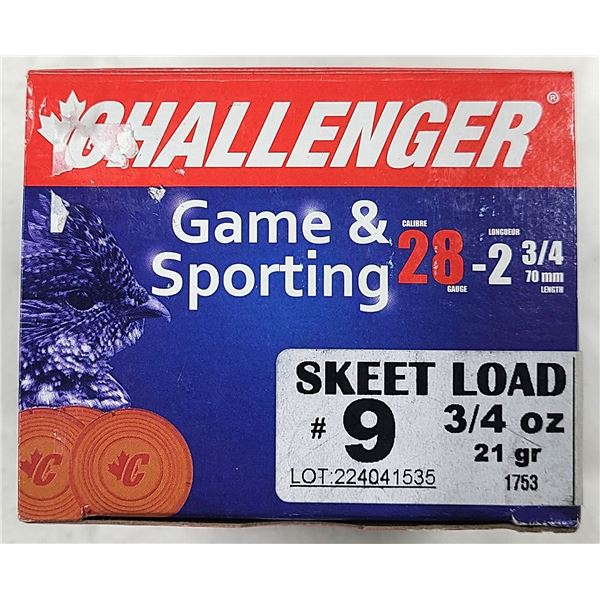 CHALLENGER®
Game &
Sporting
CALIBRE
28
GAUGE
-2 3/4
LONGUEUR
70 mm
LENGTH
SKEET LOAD
# 9
3/4 oz
21 gr
LOT:224041535
1753
C
C